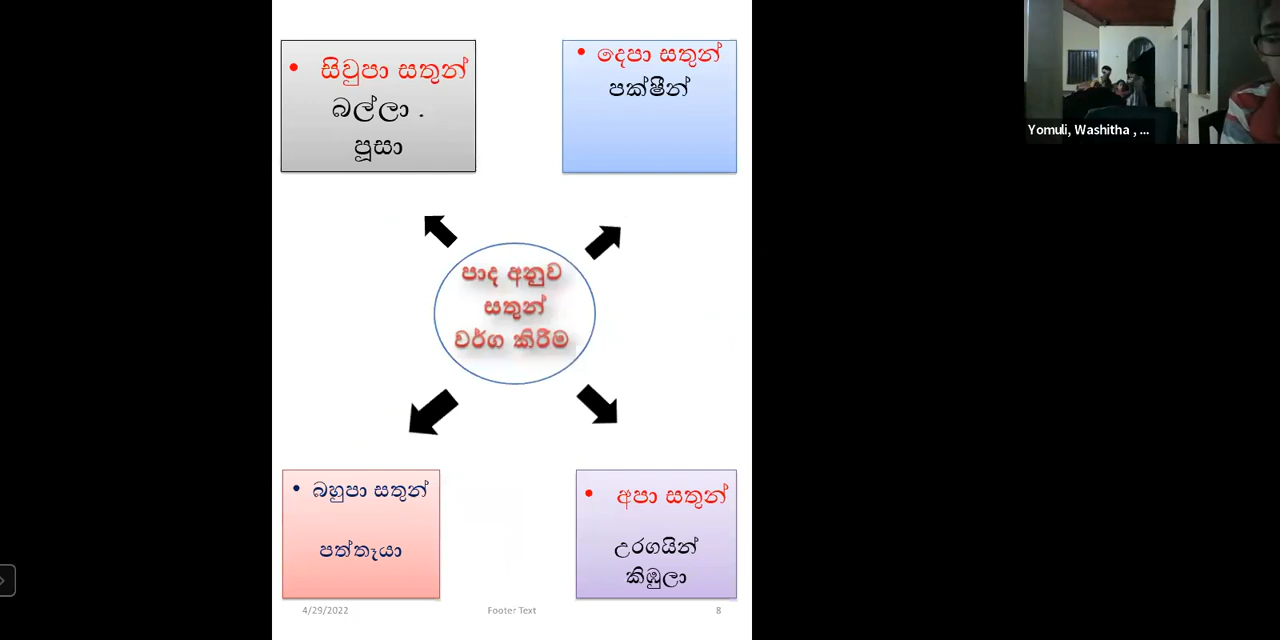 • සිවුපා සතුන්
බල්ලා .
පූසා
• දෙපා සතුන්
පක්ෂීන්
පාද අනුව
සතුන්
වර්ග කිරීම
• බහුපා සතුන්
පත්තෑයා
• අපා සතුන්
උරගයින්
කිඹුලා
4/29/2022
Footer Text
8
Yomuli, Washitha , ...